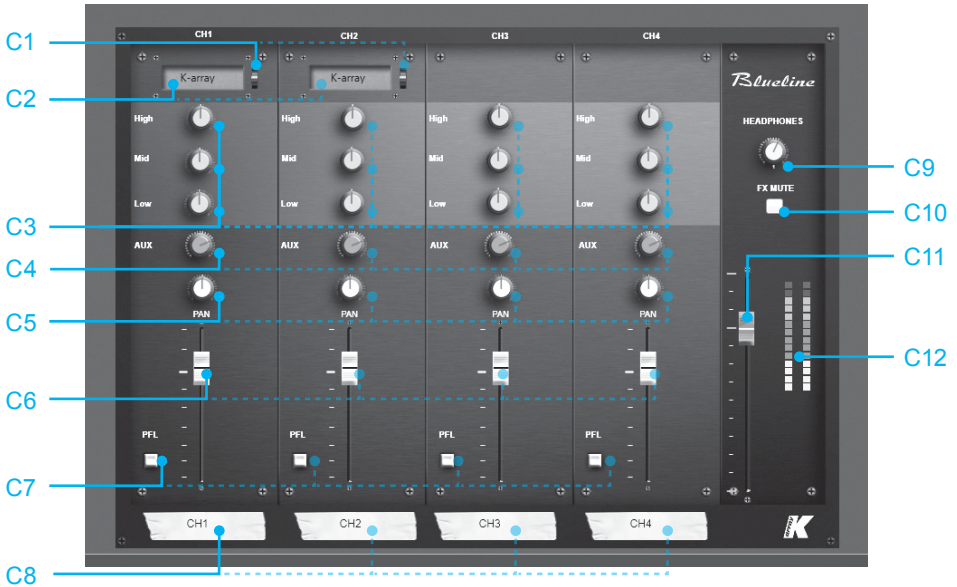 C1
C2
C3
C4
C5
C6
C7
C8
CH1 CH2 CH3 CH4
K-array K-array
Blueline
High High High High
HEADPHONES
Mid Mid Mid Mid
FX MUTE
Low Low Low Low
AUX AUX AUX AUX
PAN PAN PAN PAN
PFL PFL PFL PFL
CH1 CH2 CH3 CH4
K
C9
C10
C11
C12